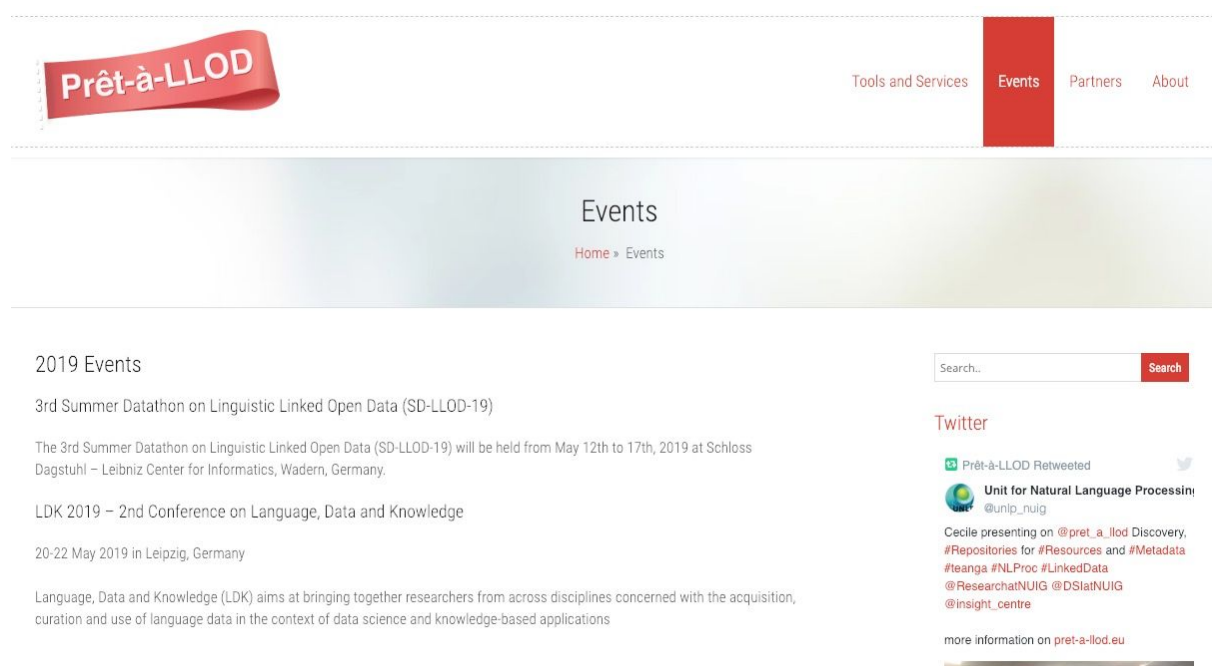 Prêt-à-LLOD
Tools and Services
Events
Partners
About
Events
Home » Events
2019 Events
3rd Summer Datathon on Linguistic Linked Open Data (SD-LLOD-19)
The 3rd Summer Datathon on Linguistic Linked Open Data (SD-LLOD-19) will be held from May 12th to 17th, 2019 at Schloss
Dagstuhl – Leibniz Center for Informatics, Wadern, Germany.
LDK 2019 – 2nd Conference on Language, Data and Knowledge
20-22 May 2019 in Leipzig, Germany
Language, Data and Knowledge (LDK) aims at bringing together researchers from across disciplines concerned with the acquisition,
curation and use of language data in the context of data science and knowledge-based applications
Search..
Search
Twitter
Prêt-à-LLOD Retweeted
Unit for Natural Language Processing
@unlp_nuig
Cecile presenting on @pret_a_llod Discovery,
#Repositories for #Resources and #Metadata
#teanga #NLProc #LinkedData
@ResearchatNUIG @DSIatNUIG
@insight_centre
more information on pret-a-llod.eu